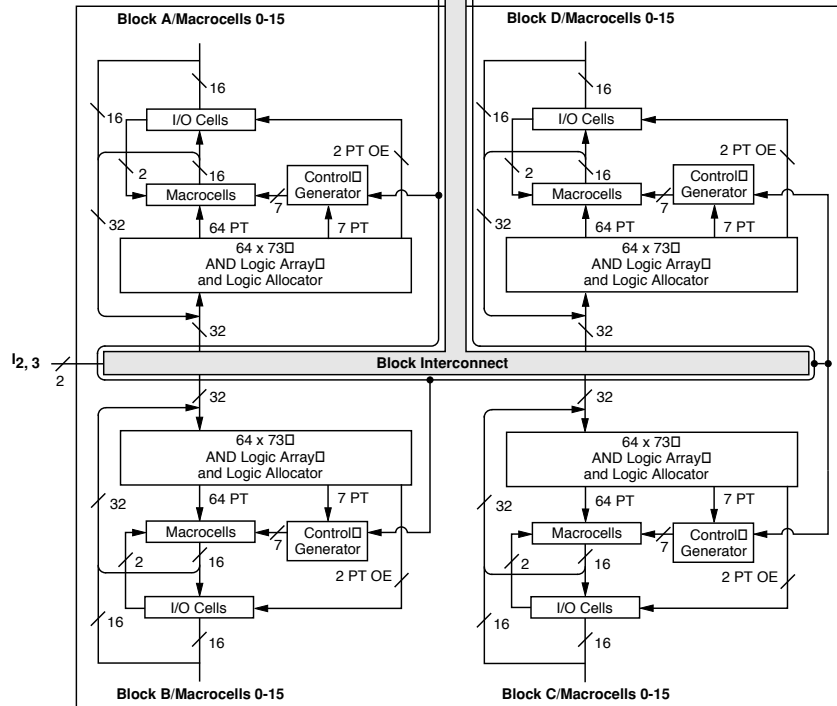 Block A/Macrocells 0-15
Block D/Macrocells 0-15
16
16
I/O Cells
2 PT OE
2
16
Macrocells
7
Control□
Generator
32
64 PT
7 PT
64 x 73□
AND Logic Array□
and Logic Allocator
32
16
16
I/O Cells
2 PT OE
2
16
Macrocells
7
Control□
Generator
32
64 PT
7 PT
64 x 73□
AND Logic Array□
and Logic Allocator
32
I2, 3
2
Block Interconnect
32
64 x 73□
AND Logic Array□
and Logic Allocator
32
64 PT
7 PT
Macrocells
7
Control□
Generator
2
16
2 PT OE
I/O Cells
16
16
32
64 x 73□
AND Logic Array□
and Logic Allocator
32
64 PT
7 PT
Macrocells
7
Control□
Generator
2
16
2 PT OE
I/O Cells
16
16
Block B/Macrocells 0-15
Block C/Macrocells 0-15